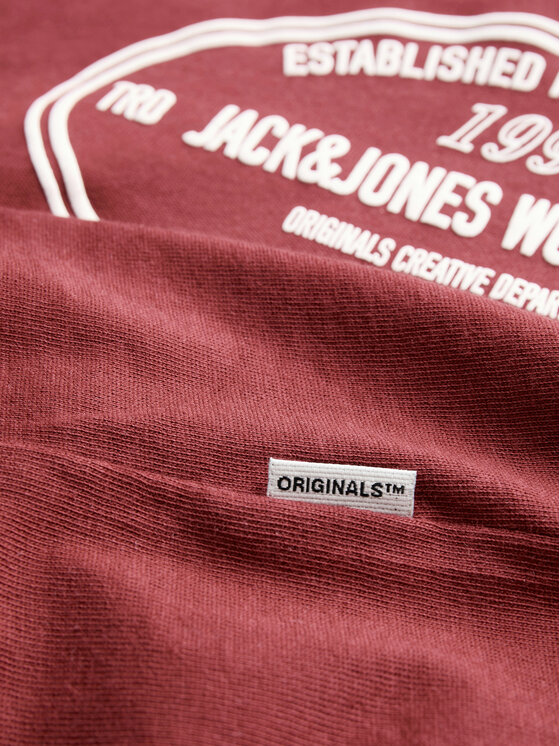 ESTABLISHED
TRD
199
JACK&JONES
ORIGINALS CREATIVE
ORIGINALS™